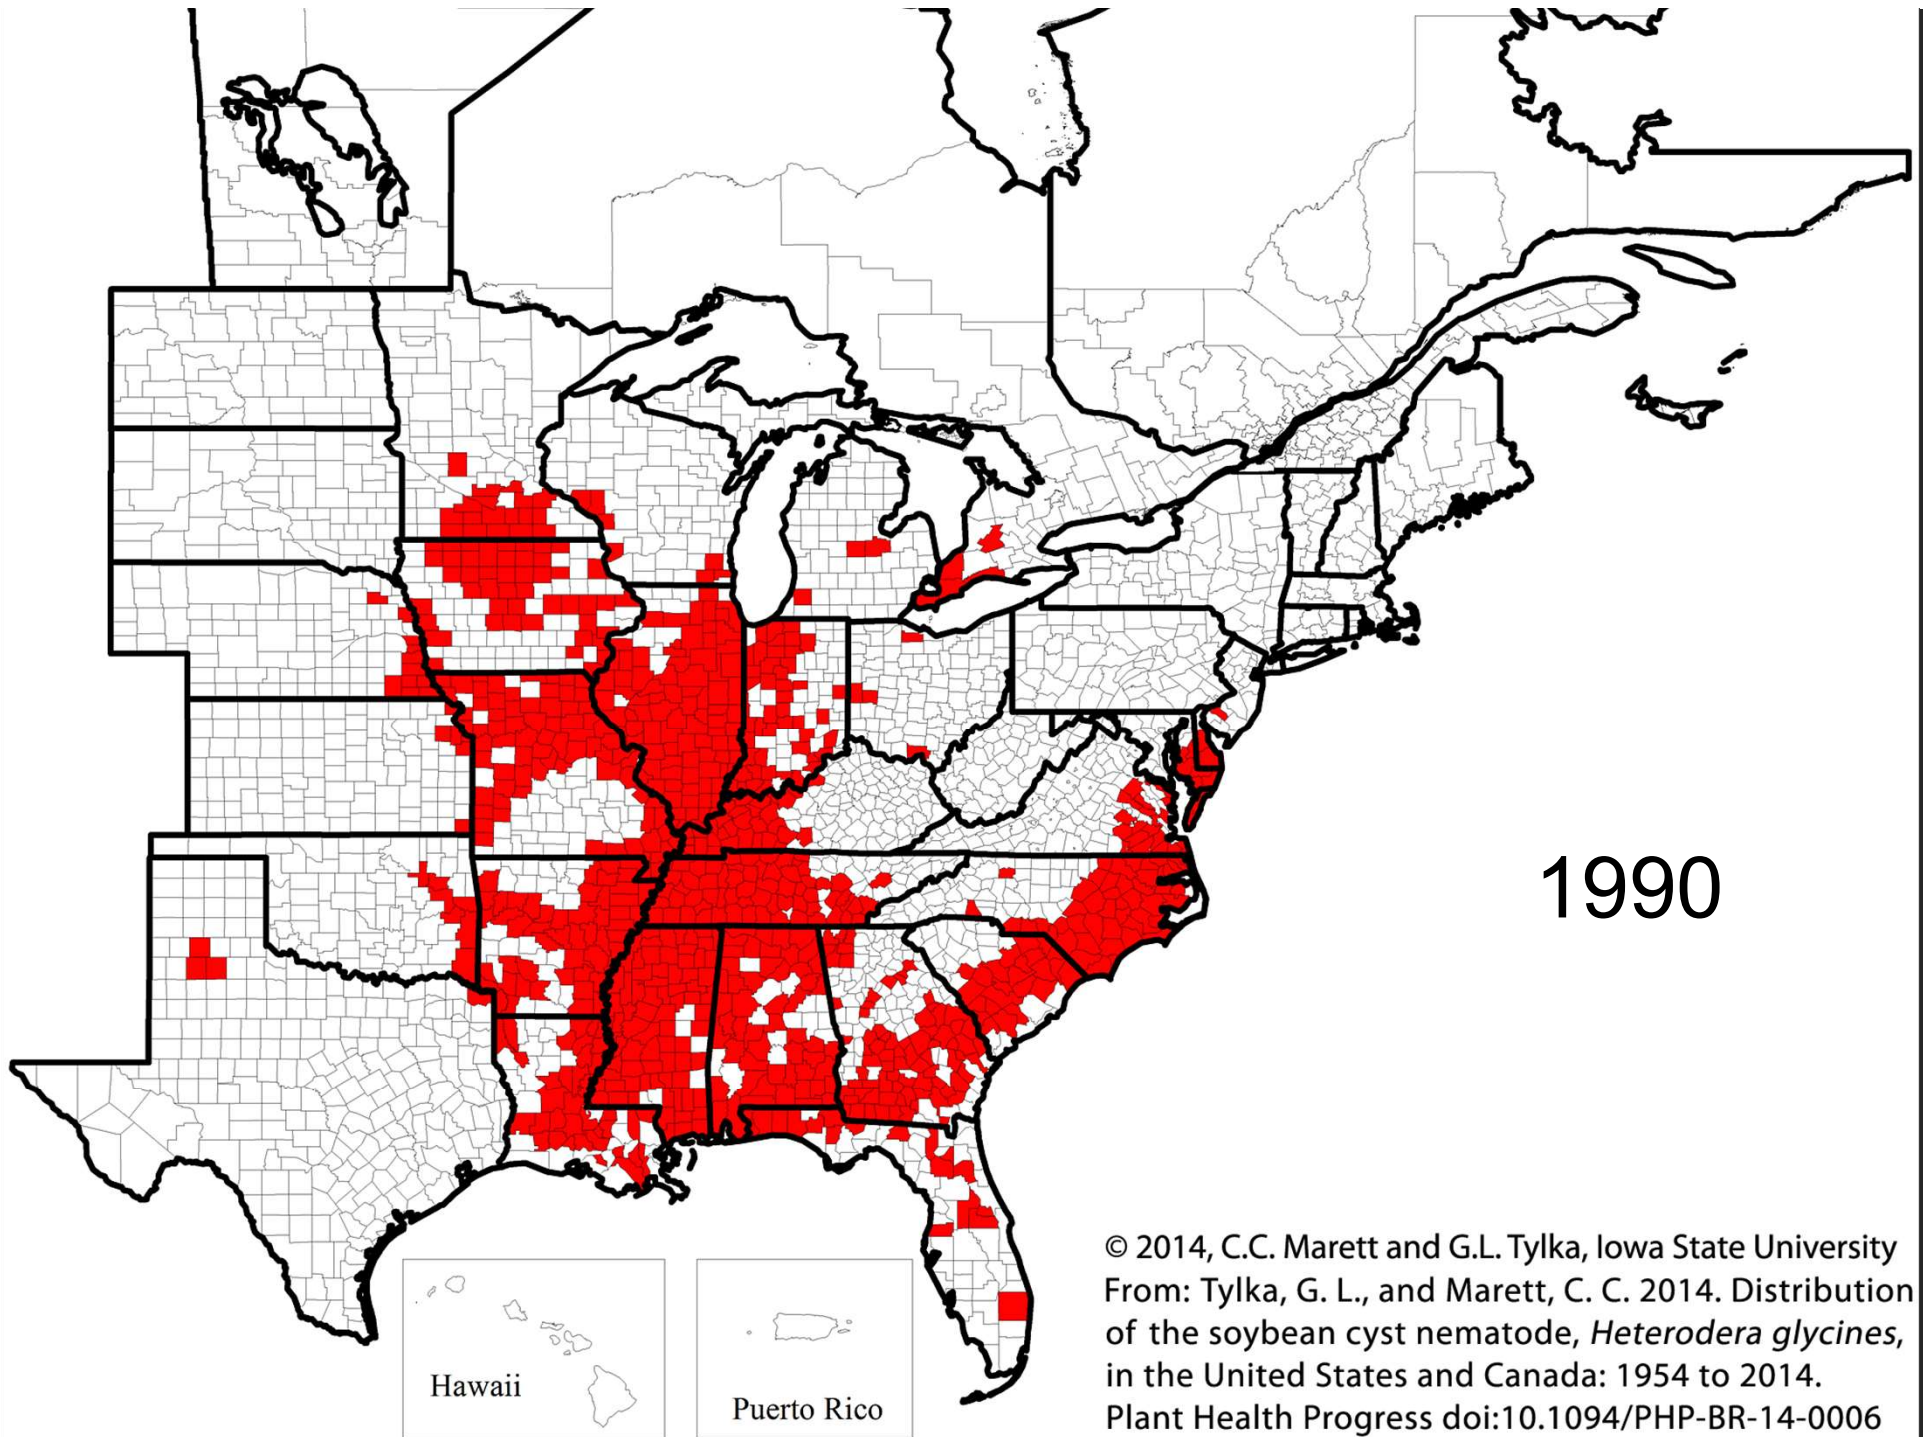 1990
© 2014, C.C. Marett and G.L. Tylka, Iowa State University
From: Tylka, G. L., and Marett, C. C. 2014. Distribution
of the soybean cyst nematode, Heterodera glycines,
in the United States and Canada: 1954 to 2014.
Plant Health Progress doi:10.1094/PHP-BR-14-0006
Hawaii
Puerto Rico